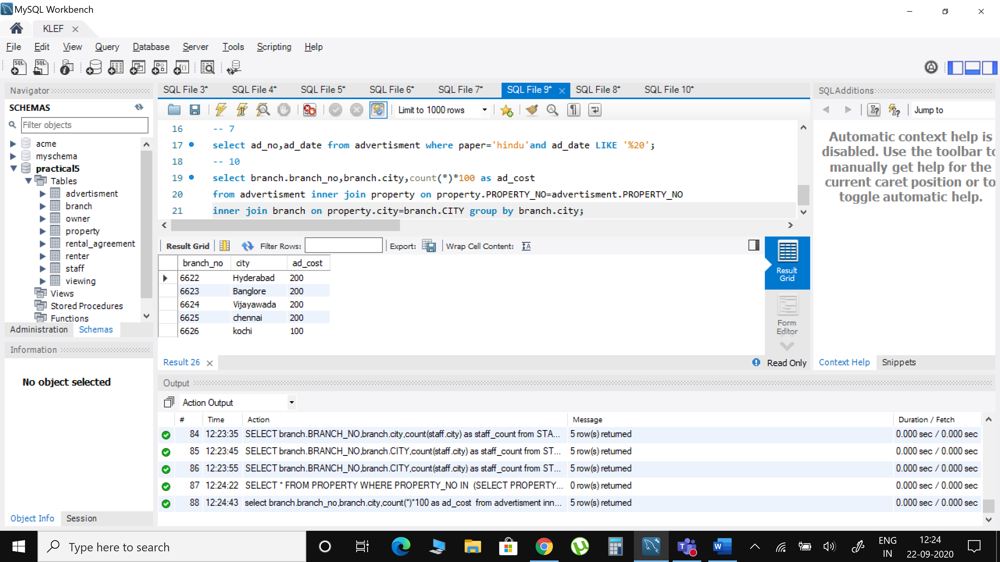 MySQL Workbench
KLEF
File Edit View Query Database Server Tools Scripting Help
Navigator
SCHEMAS
Filter objects
acme
myschema
practical5
Tables
advertisment
branch
owner
property
rental_agreement
renter
staff
viewing
Views
Stored Procedures
Functions
Administration Schemas
Information
No object selected
Object Info Session
SQL File 3* SQL File 4* SQL File 5* SQL File 6* SQL File 7* SQL File 9* SQL File 8* SQL File 10*
Limit to 1000 rows
16 -- 7
17 select ad_no,ad_date from advertisment where paper='hindu'and ad_date LIKE '%20';
18 -- 10
19 select branch.branch_no,branch.city,count(*)*100 as ad_cost
20 from advertisment inner join property on property.PROPERTY_NO=advertisment.PROPERTY_NO
21 inner join branch on property.city=branch.CITY group by branch.city;
Result Grid Filter Rows: Export: Wrap Cell Content:
branch_no city ad_cost
6622 Hyderabad 200
6623 Banglore 200
6624 Vijayawada 200
6625 chennai 200
6626 kochi 100
Result
Grid
Form
Editor
Result 26
Read Only
SQLAdditions
Jump to
Automatic context help is
disabled. Use the toolbar to
manually get help for the
current caret position or to
toggle automatic help.
Context Help Snippets
Output
Action Output
# Time Action Message Duration / Fetch
84 12:23:35 SELECT branch.BRANCH_NO,branch.city,count(staff.city) as staff_count from STA... 5 row(s) returned 0.000 sec / 0.000 sec
85 12:23:45 SELECT branch.BRANCH_NO,branch.CITY,count(staff.city) as staff_count from ST... 5 row(s) returned 0.000 sec / 0.000 sec
86 12:23:55 SELECT branch.BRANCH_NO,branch.CITY,count(staff.city) as staff_count from ST... 5 row(s) returned 0.000 sec / 0.000 sec
87 12:24:22 SELECT * FROM PROPERTY WHERE PROPERTY_NO IN (SELECT PROPERTY... 0 row(s) returned 0.000 sec / 0.000 sec
88 12:24:43 select branch.branch_no,branch.city,count(*)*100 as ad_cost from advertisment inn... 5 row(s) returned 0.000 sec / 0.000 sec
Type here to search
ENG
IN
12:24
22-09-2020